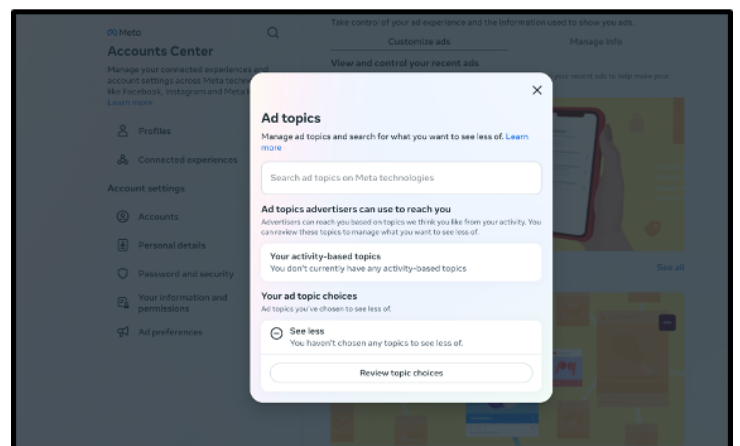 Meta
Take control of your ad experience and the information used to show you ads.
Accounts Center
Customize ads
Manage info
Manage your connected experiences and
account settings across Meta techn
like Facebook, Instagram and Meta
Learn more
View and control your recent ads
your recent ads to help make your
Profiles
Connected experiences
Account settings
Accounts
Personal details
Password and security
Your information and
permissions
Ad preferences
See all
Ad topics
Manage ad topics and search for what you want to see less of. Learn
more
Search ad topics on Meta technologies
Ad topics advertisers can use to reach you
Advertisers can reach you based on topics we think you like from your activity. You
can review these topics to manage what you want to see less of.
Your activity-based topics
You don't currently have any activity-based topics
Your ad topic choices
Ad topics you've chosen to see less of.
See less
You haven't chosen any topics to see less of.
Review topic choices